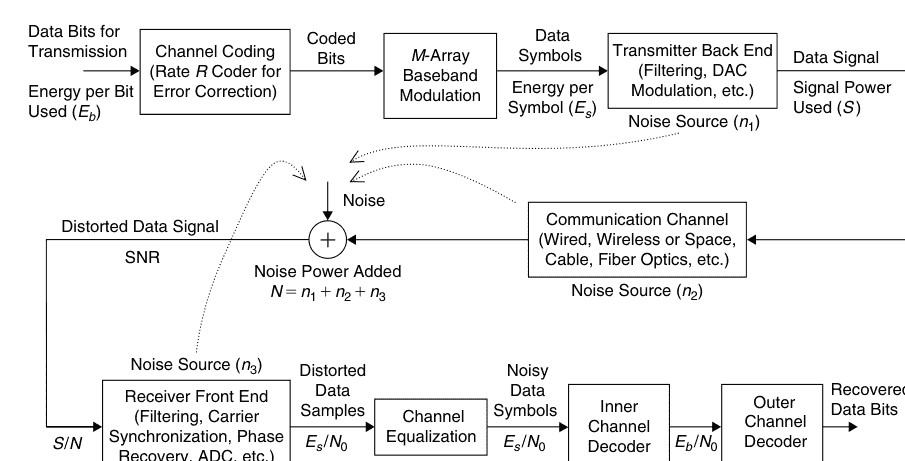 Data Bits for
Transmission
Energy per Bit
Used (Eb)
Channel Coding
(Rate R Coder for
Error Correction)
Coded
Bits
M-Array
Baseband
Modulation
Data
Symbols
Energy per
Symbol (Es)
Transmitter Back End
(Filtering, DAC
Modulation, etc.)
Noise Source (n1)
Data Signal
Signal Power
Used (S)
Noise
+
Noise Power Added
N = n1 + n2 + n3
Communication Channel
(Wired, Wireless or Space,
Cable, Fiber Optics, etc.)
Noise Source (n2)
Distorted Data Signal
SNR
Noise Source (n3)
S/N
Receiver Front End
(Filtering, Carrier
Synchronization, Phase
Recovery, ADC, etc.)
Distorted
Data
Samples
Es/N0
Channel
Equalization
Noisy
Data
Symbols
Es/N0
Inner
Channel
Decoder
Eb/N0
Outer
Channel
Decoder
Recovered
Data Bits